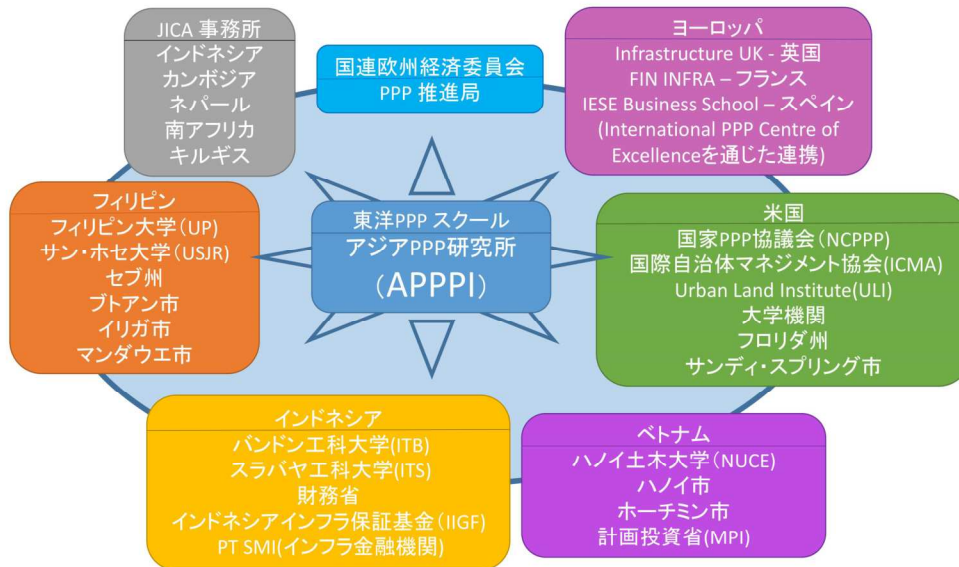 JICA 事務所
インドネシア
カンボジア
ネパール
南アフリカ
キルギス
国連欧州経済委員会
PPP 推進局
ヨーロッパ
Infrastructure UK - 英国
FIN INFRA – フランス
IESE Business School – スペイン
(International PPP Centre of
Excellenceを通じた連携)
フィリピン
フィリピン大学(UP)
サン・ホセ大学(USJR)
セブ州
ブトアン市
イリガ市
マンダウエ市
東洋PPP スクール
アジアPPP研究所
(APPPI)
米国
国家PPP協議会(NCPPP)
国際自治体マネジメント協会(ICMA)
Urban Land Institute(ULI)
大学機関
フロリダ州
サンディ・スプリング市
インドネシア
バンドン工科大学(ITB)
スラバヤ工科大学(ITS)
財務省
インドネシアインフラ保証基金(IIGF)
PT SMI(インフラ金融機関)
ベトナム
ハノイ土木大学(NUCE)
ハノイ市
ホーチミン市
計画投資省(MPI)